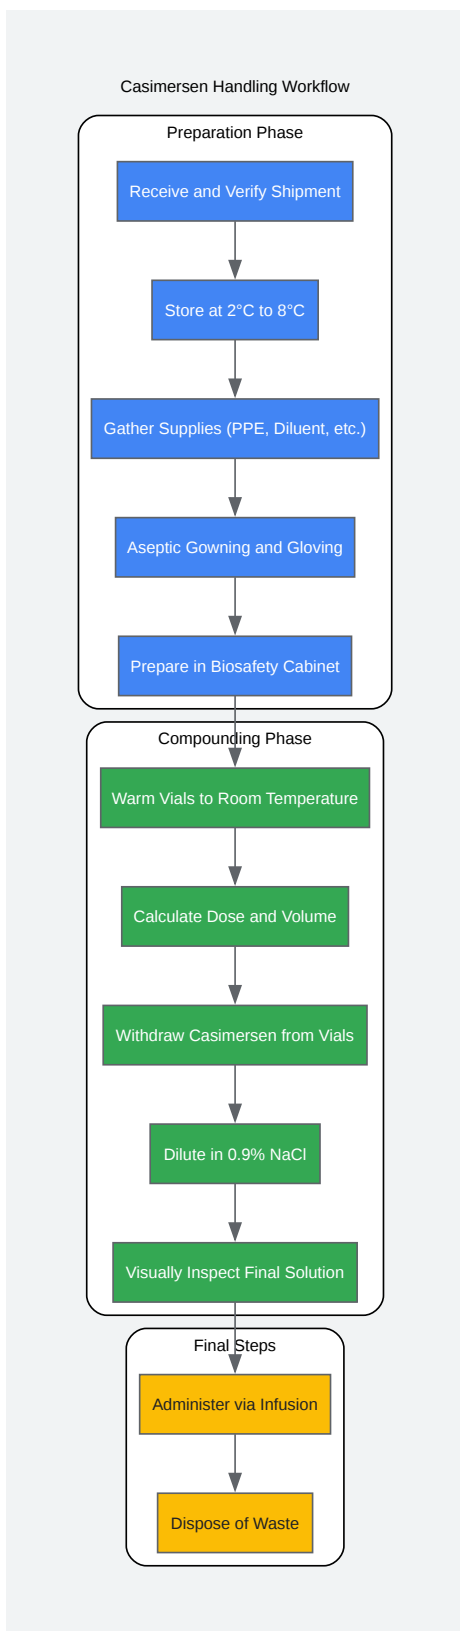 Casimersen Handling Workflow
Preparation Phase
Receive and Verify Shipment
Store at 2°C to 8°C
Gather Supplies (PPE, Diluent, etc.)
Aseptic Gowning and Gloving
Prepare in Biosafety Cabinet
Compounding Phase
Warm Vials to Room Temperature
Calculate Dose and Volume
Withdraw Casimersen from Vials
Dilute in 0.9% NaCl
Visually Inspect Final Solution
Final Steps
Administer via Infusion
Dispose of Waste